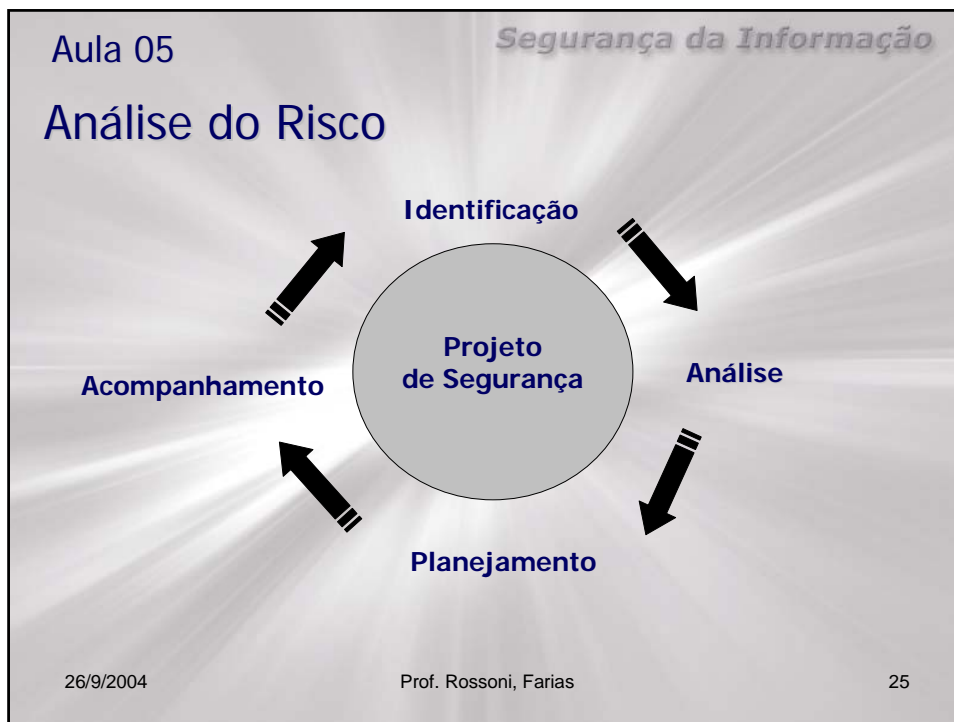 Aula 05
Segurança da Informação
Análise do Risco
Identificação
Projeto
de Segurança
Análise
Acompanhamento
Planejamento
26/9/2004
Prof. Rossoni, Farias
25